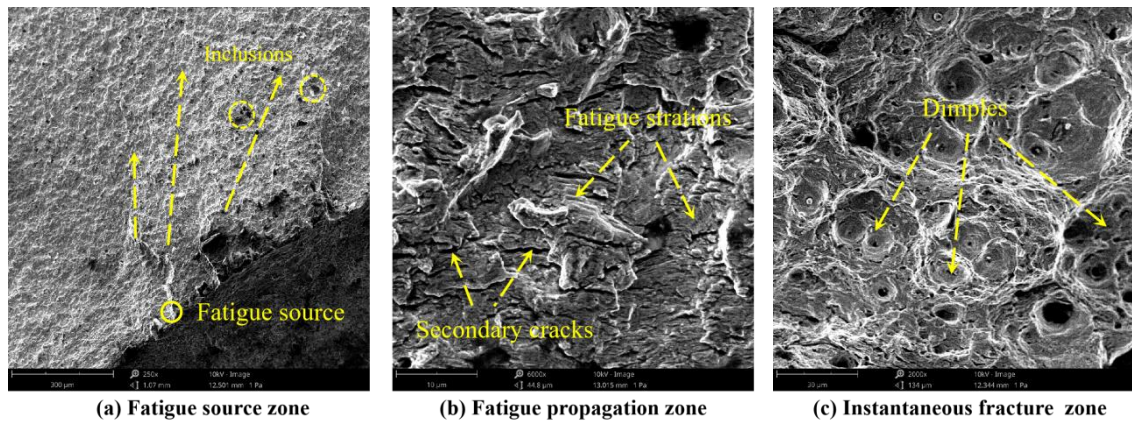 Inclusions
Fatigue source
300 μm
250x
1.07 mm
10kV - Image
12.501 mm 1 Pa
(a) Fatigue source zone
Fatigue strations
Secondary cracks
10 μm
6000x
44.8 μm
10kV - Image
13.015 mm 1 Pa
(b) Fatigue propagation zone
Dimples
30 μm
2000x
134 μm
10kV - Image
12.344 mm 1 Pa
(c) Instantaneous fracture zone